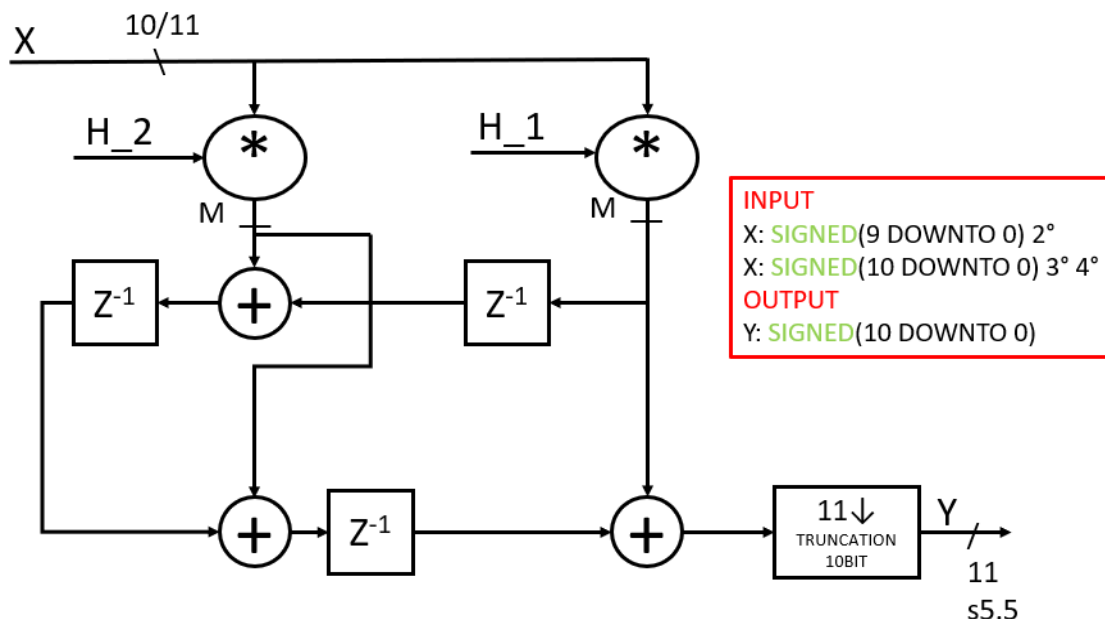 10/11
X
H_2
*
H_1
*
M
M
INPUT
X: SIGNED(9 DOWNTO 0) 2°
X: SIGNED(10 DOWNTO 0) 3° 4°
OUTPUT
Y: SIGNED(10 DOWNTO 0)
Z⁻¹
+
Z⁻¹
+
Z⁻¹
+
11↓
TRUNCATION
10BIT
Y
11
s5.5